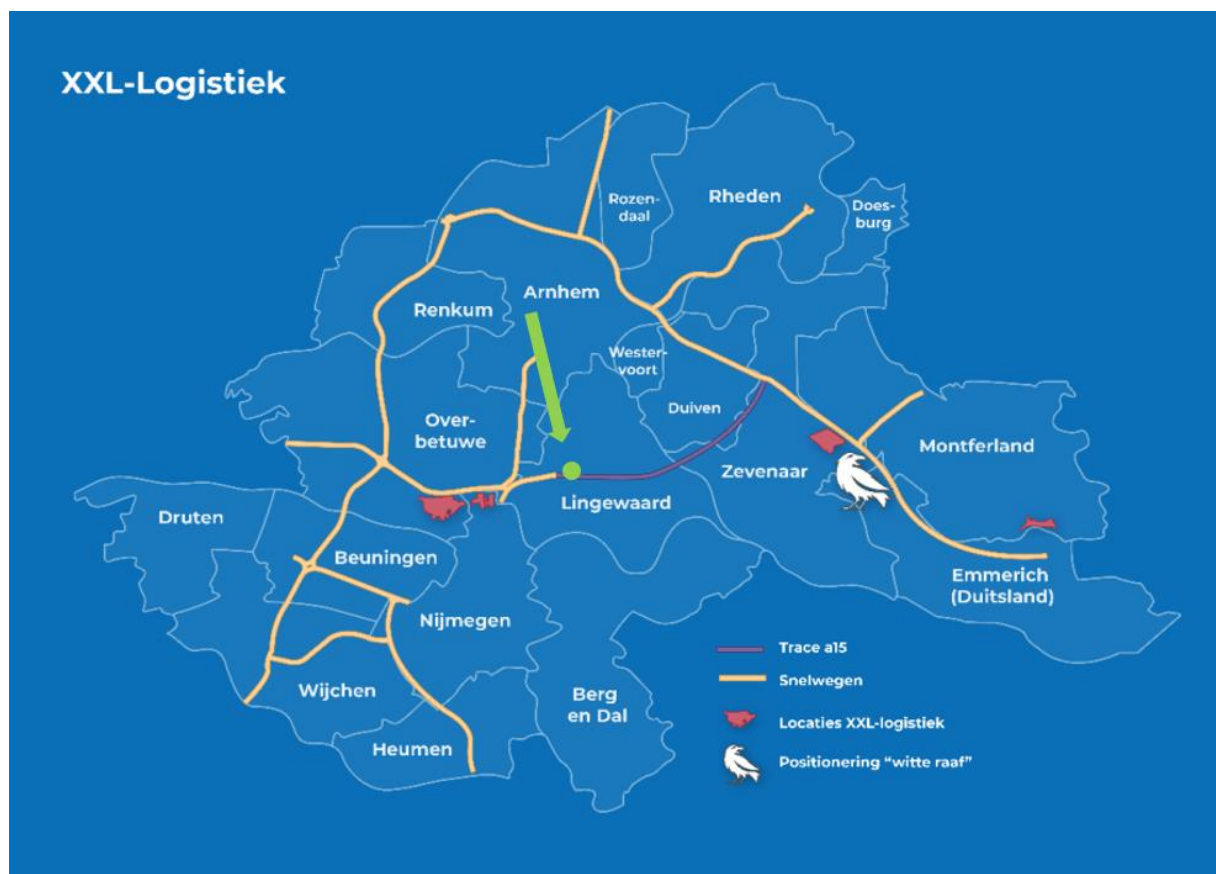 XXL-Logistiek
Rozen-
daal
Rheden
Does-
burg
Arnhem
Renkum
Wester-
voort
Duiven
Over-
betuwe
Montferland
Zevenaar
Lingewaard
Druten
Beuningen
Emmerich
(Duitsland)
Nijmegen
Wijchen
Berg
en Dal
Heumen
Trace a15
Snelwegen
Locaties XXL-logistiek
Positionering “witte raaf”